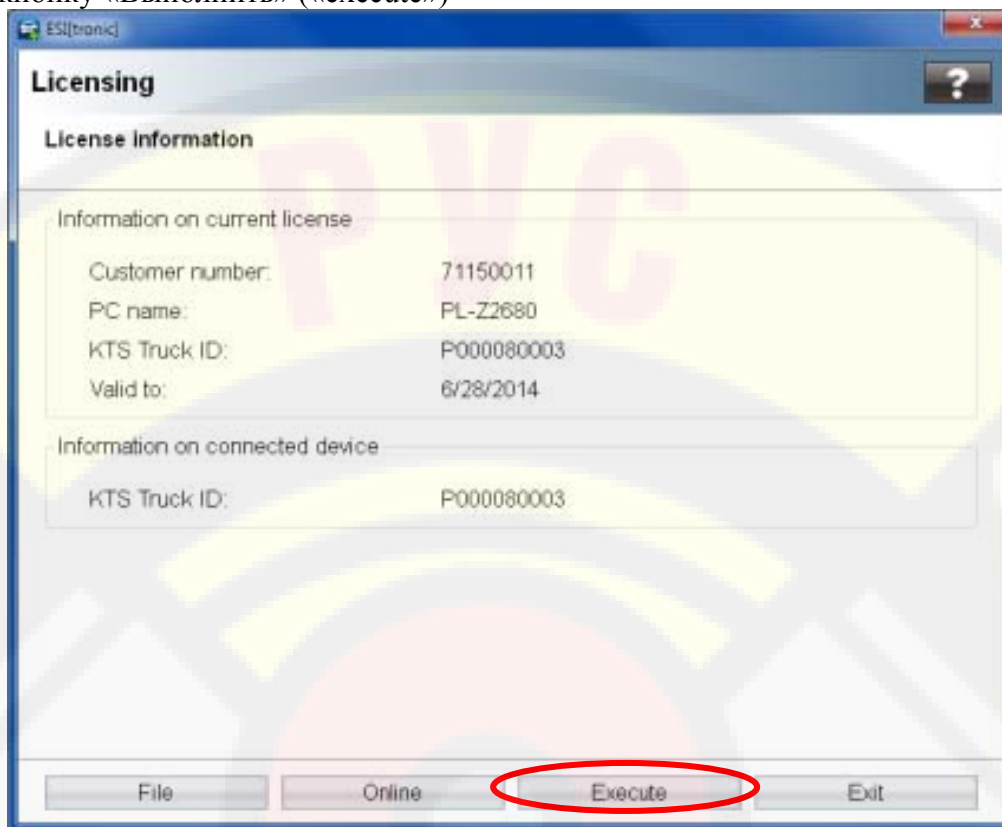 кнопку «Выполнить» («execute»)
ESI[tronic]
Licensing
?
License information
PVC
Information on current license
Customer number: 71150011
PC name: PL-Z2680
KTS Truck ID: P000080003
Valid to: 6/28/2014
Information on connected device
KTS Truck ID: P000080003
File Online Execute Exit